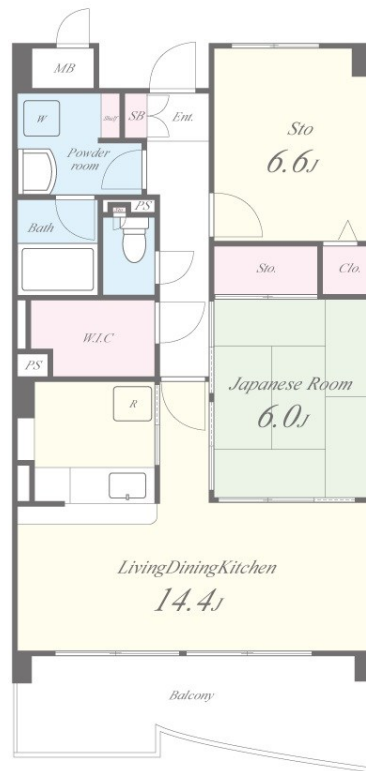 MB
W
Shelf
SB
Ent.
Powder
room
Sto
6.6J
Bath
PS
Sto.
Clo.
W.I.C
PS
R
Japanese Room
6.0J
LivingDiningKitchen
14.4J
Balcony